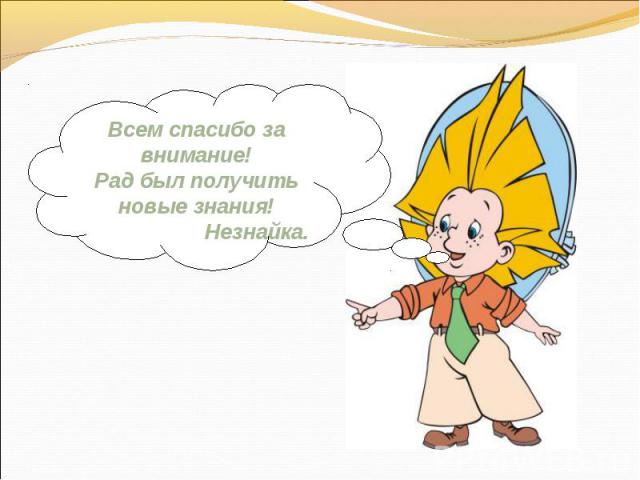 Всем спасибо за
внимание!
Рад был получить
новые знания!
Незнайка.